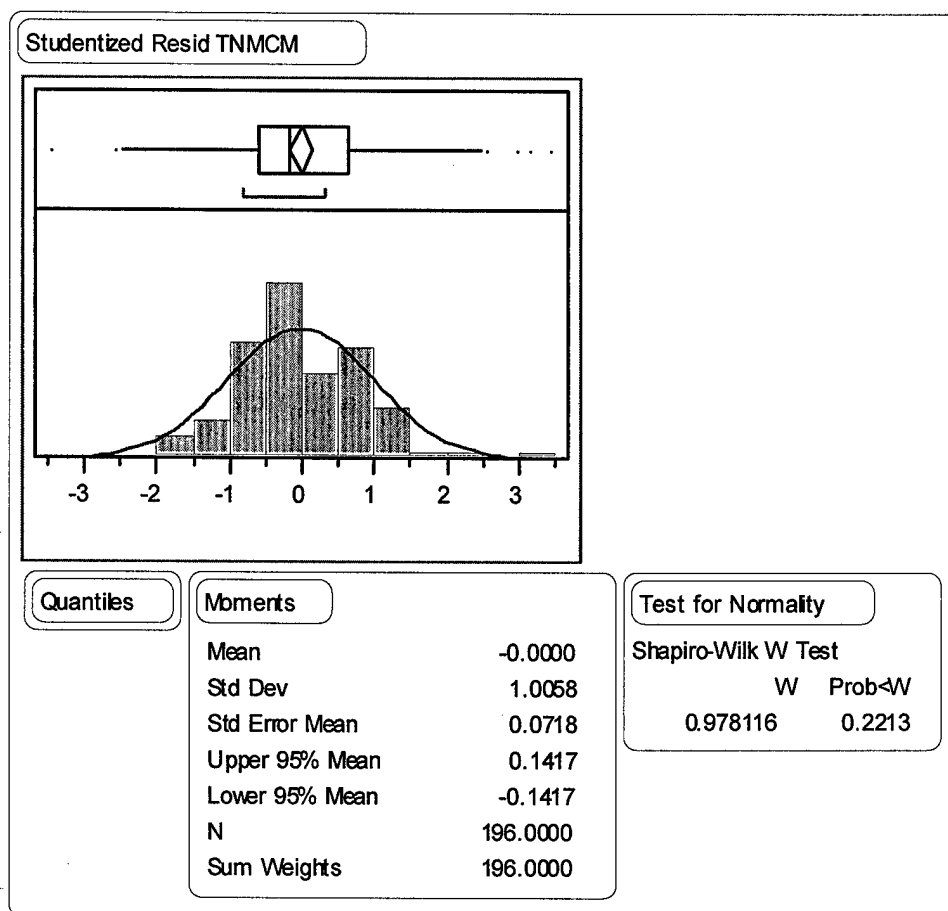 Studentized Resid TNMCM
-3 -2 -1 0 1 2 3
Quantiles
Moments
Mean -0.0000
Std Dev 1.0058
Std Error Mean 0.0718
Upper 95% Mean 0.1417
Lower 95% Mean -0.1417
N 196.0000
Sum Weights 196.0000
Test for Normality
Shapiro-Wilk W Test
W Prob<W
0.978116 0.2213